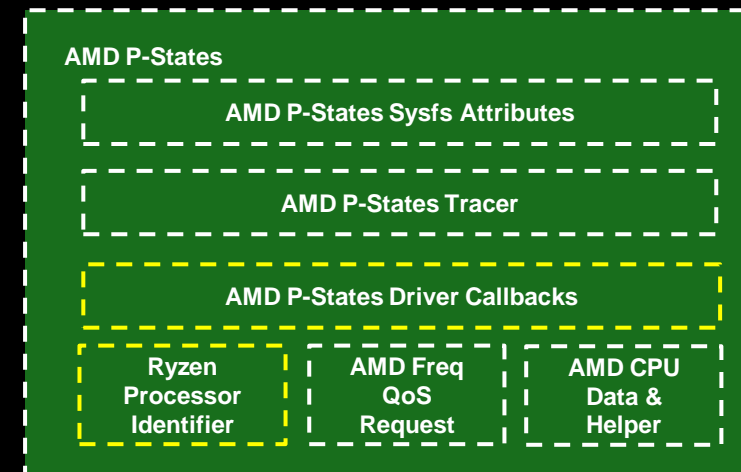 AMD P-States
AMD P-States Sysfs Attributes
AMD P-States Tracer
AMD P-States Driver Callbacks
Ryzen
Processor
Identifier
AMD Freq
QoS
Request
AMD CPU
Data &
Helper